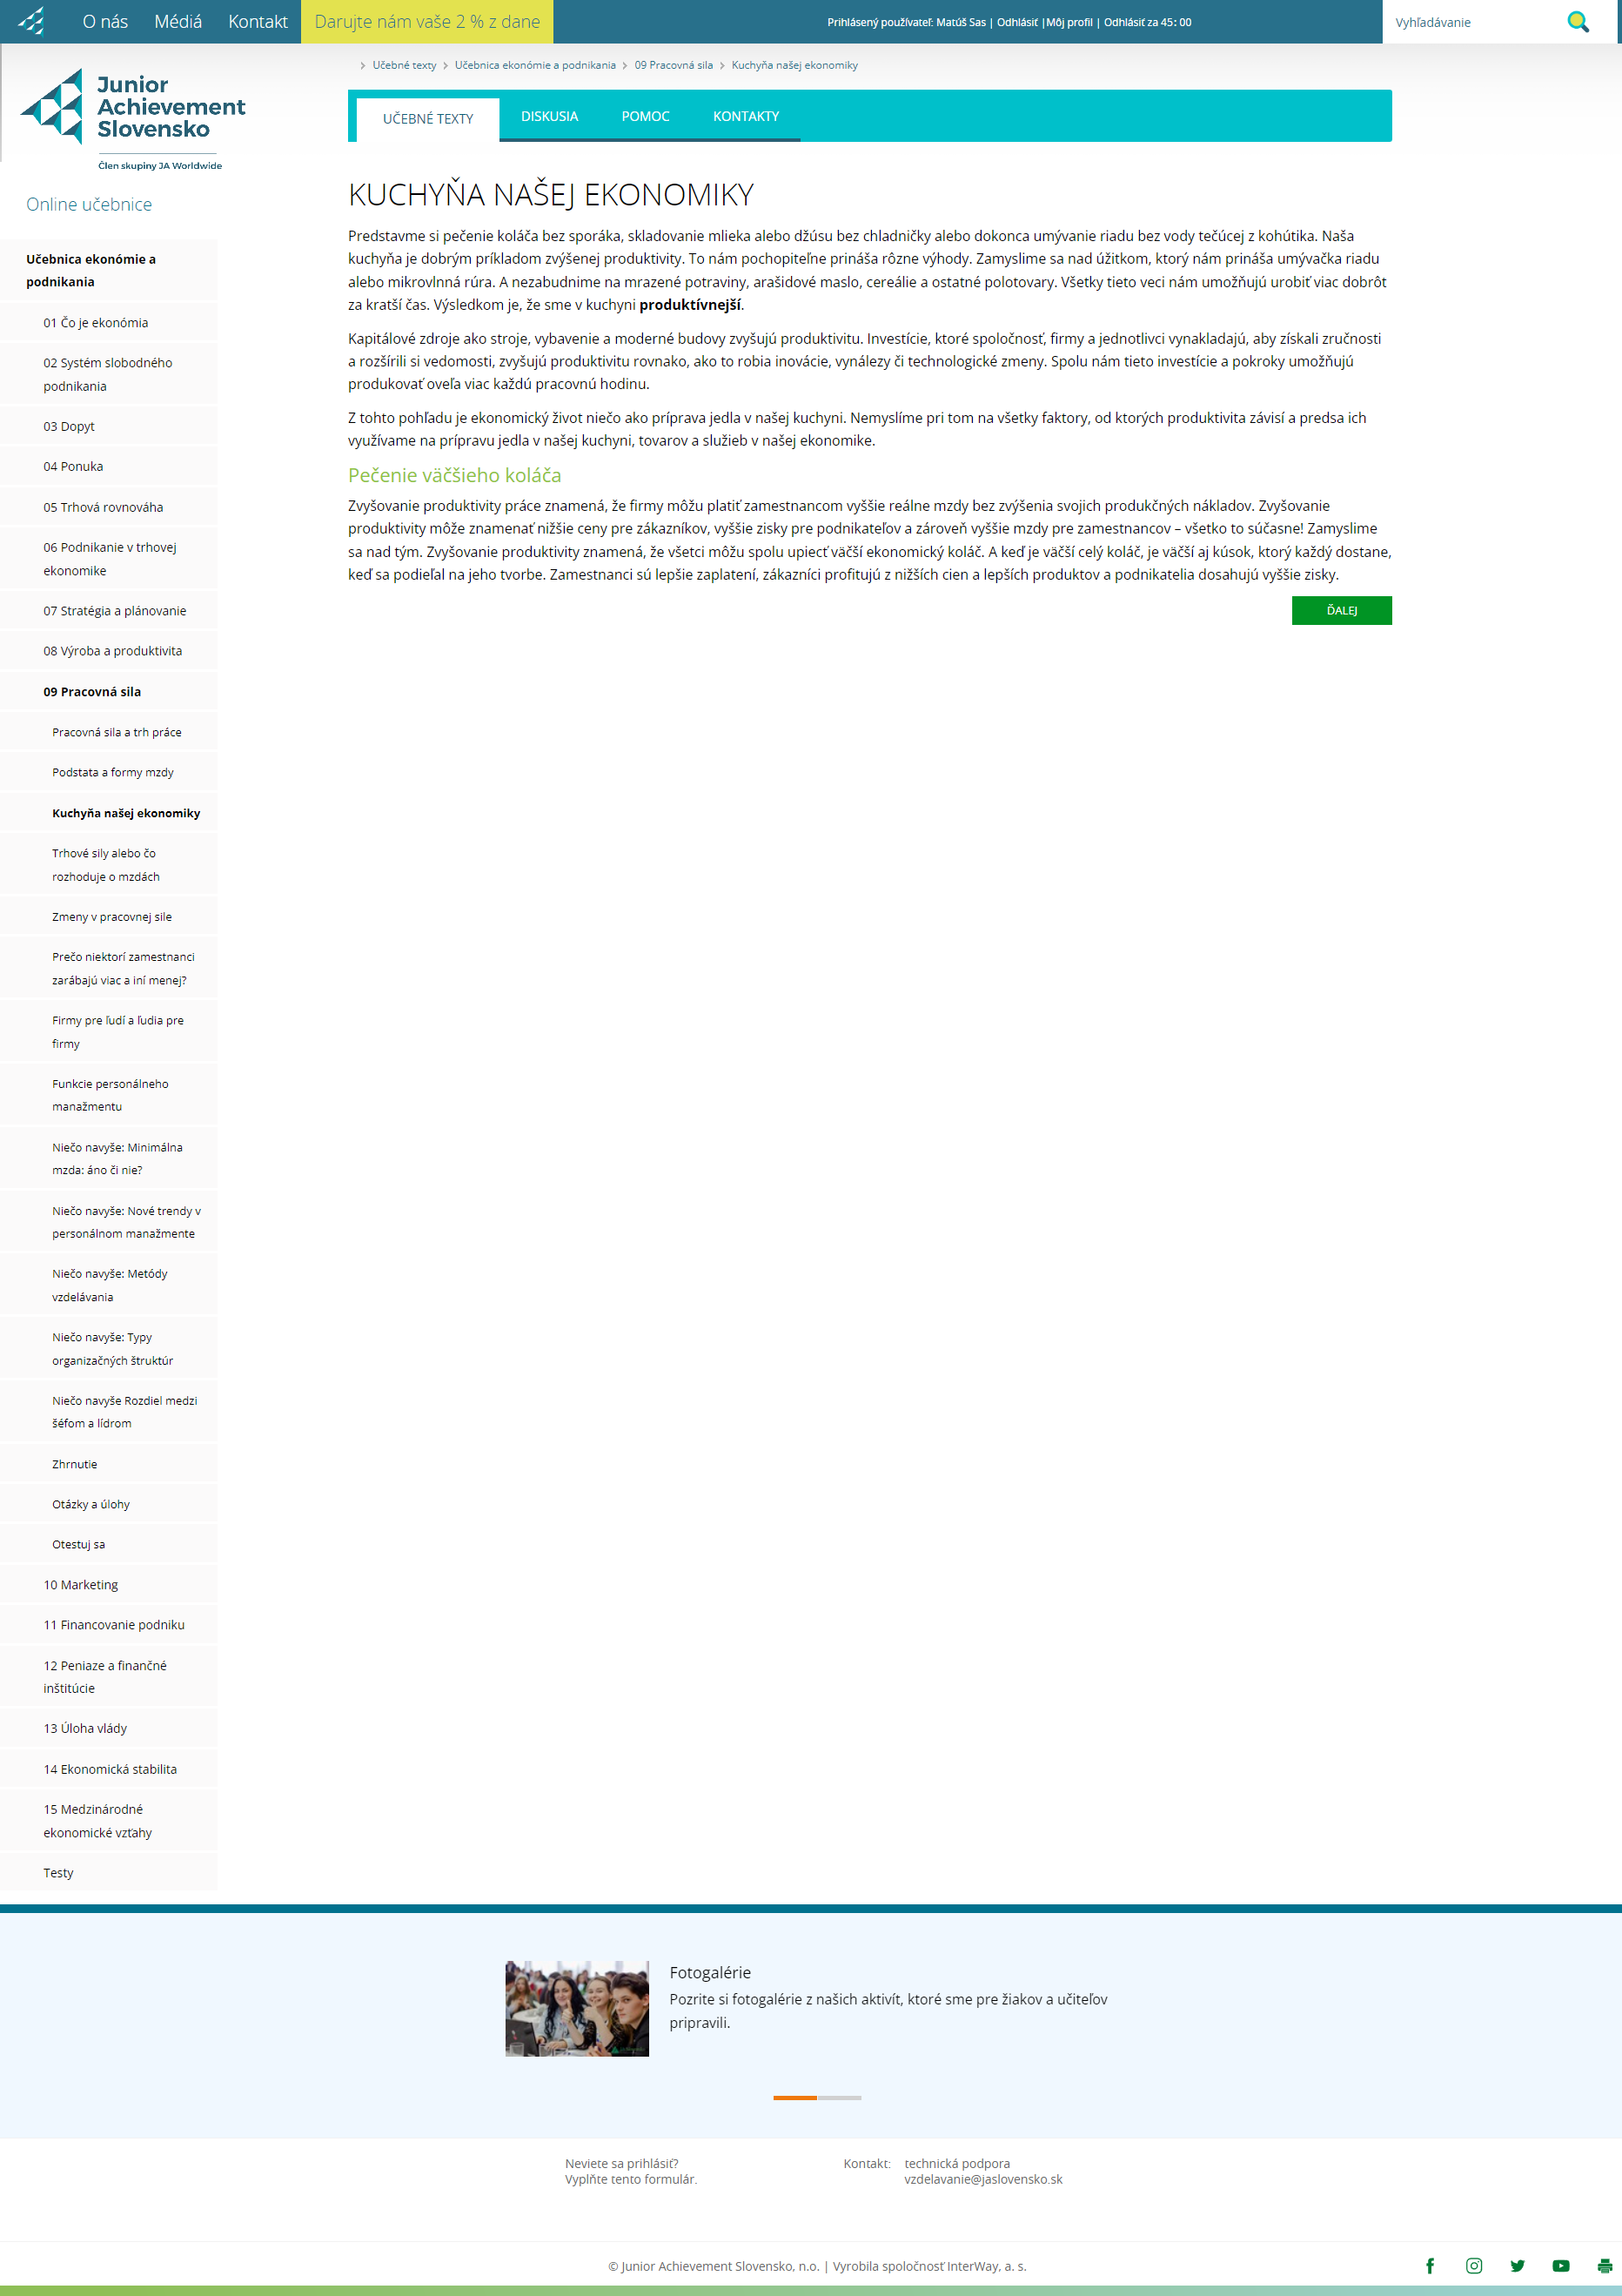 O nás Médiá Kontakt Darujte nám vaše 2 % z dane Prihlásený používateľ: Matúš Sas | Odhlásiť |Môj profil | Odhlásiť za 45: 00 Vyhľadávanie
Junior
Achievement
Slovensko
Člen skupiny JA Worldwide
Učebné texty Učebnica ekonómie a podnikania 09 Pracovná sila Kuchyňa našej ekonomiky
UČEBNÉ TEXTY DISKUSIA POMOC KONTAKTY
Online učebnice
Učebnica ekonómie a
podnikania
01 Čo je ekonómia
02 Systém slobodného
podnikania
03 Dopyt
04 Ponuka
05 Trhová rovnováha
06 Podnikanie v trhovej
ekonomike
07 Stratégia a plánovanie
08 Výroba a produktivita
09 Pracovná sila
Pracovná sila a trh práce
Podstata a formy mzdy
Kuchyňa našej ekonomiky
Trhové sily alebo čo
rozhoduje o mzdách
Zmeny v pracovnej sile
Prečo niektorí zamestnanci
zarábajú viac a iní menej?
Firmy pre ľudí a ľudia pre
firmy
Funkcie personálneho
manažmentu
Niečo navyše: Minimálna
mzda: áno či nie?
Niečo navyše: Nové trendy v
personálnom manažmente
Niečo navyše: Metódy
vzdelávania
Niečo navyše: Typy
organizačných štruktúr
Niečo navyše Rozdiel medzi
šéfom a lídrom
Zhrnutie
Otázky a úlohy
Otestuj sa
10 Marketing
11 Financovanie podniku
12 Peniaze a finančné
inštitúcie
13 Úloha vlády
14 Ekonomická stabilita
15 Medzinárodné
ekonomické vzťahy
Testy
KUCHYŇA NAŠEJ EKONOMIKY
Predstavme si pečenie koláča bez sporáka, skladovanie mlieka alebo džúsu bez chladničky alebo dokonca umývanie riadu bez vody tečúcej z kohútika. Naša
kuchyňa je dobrým príkladom zvýšenej produktivity. To nám pochopiteľne prináša rôzne výhody. Zamyslime sa nad úžitkom, ktorý nám prináša umývačka riadu
alebo mikrovlnná rúra. A nezabudnime na mrazené potraviny, arašidové maslo, cereálie a ostatné polotovary. Všetky tieto veci nám umožňujú urobiť viac dobrôt
za kratší čas. Výsledkom je, že sme v kuchyni produktívnejší.
Kapitálové zdroje ako stroje, vybavenie a moderné budovy zvyšujú produktivitu. Investície, ktoré spoločnosť, firmy a jednotlivci vynakladajú, aby získali zručnosti
a rozšírili si vedomosti, zvyšujú produktivitu rovnako, ako to robia inovácie, vynálezy či technologické zmeny. Spolu nám tieto investície a pokroky umožňujú
produkovať oveľa viac každú pracovnú hodinu.
Z tohto pohľadu je ekonomický život niečo ako príprava jedla v našej kuchyni. Nemyslíme pri tom na všetky faktory, od ktorých produktivita závisí a predsa ich
využívame na prípravu jedla v našej kuchyni, tovarov a služieb v našej ekonomike.
Pečenie väčšieho koláča
Zvyšovanie produktivity práce znamená, že firmy môžu platiť zamestnancom vyššie reálne mzdy bez zvýšenia svojich produkčných nákladov. Zvyšovanie
produktivity môže znamenať nižšie ceny pre zákazníkov, vyššie zisky pre podnikateľov a zároveň vyššie mzdy pre zamestnancov – všetko to súčasne! Zamyslime
sa nad tým. Zvyšovanie produktivity znamená, že všetci môžu spolu upiecť väčší ekonomický koláč. A keď je väčší celý koláč, je väčší aj kúsok, ktorý každý dostane,
keď sa podieľal na jeho tvorbe. Zamestnanci sú lepšie zaplatení, zákazníci profitujú z nižších cien a lepších produktov a podnikatelia dosahujú vyššie zisky.
ĎALEJ
Fotogalérie
Pozrite si fotogalérie z našich aktivít, ktoré sme pre žiakov a učiteľov
pripravili.
Neviete sa prihlásiť?
Vyplňte tento formulár.
Kontakt: technická podpora
vzdelavanie@jaslovensko.sk
© Junior Achievement Slovensko, n.o. | Vyrobila spoločnosť InterWay, a. s.